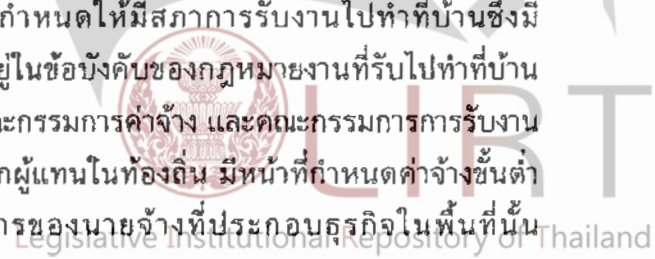 กำหนดให้มีสภาการรับงานไปทำที่บ้านซึ่งมี
อยู่ในข้อบังคับของกฎหมายงานที่รับไปทำที่บ้าน
คณะกรรมการค่าจ้าง และคณะกรรมการการรับงาน
ผู้แทนในท้องถิ่น มีหน้าที่กำหนดค่าจ้างขั้นต่ำ
การของนายจ้างที่ประกอบธุรกิจในพื้นที่นั้น
LIRT
Legislative Institutional Repository of Thailand